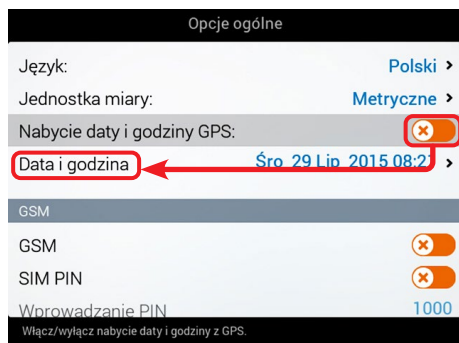 Opcje ogólne
Język: Polski >
Jednostka miary: Metryczne >
Nabycie daty i godziny GPS:
Data i godzina Śro 29 Lip 2015 08:2 >
GSM
GSM
SIM PIN
Wprowadzanie PIN 1000
Włącz/wyłącz nabycie daty i godziny z GPS.